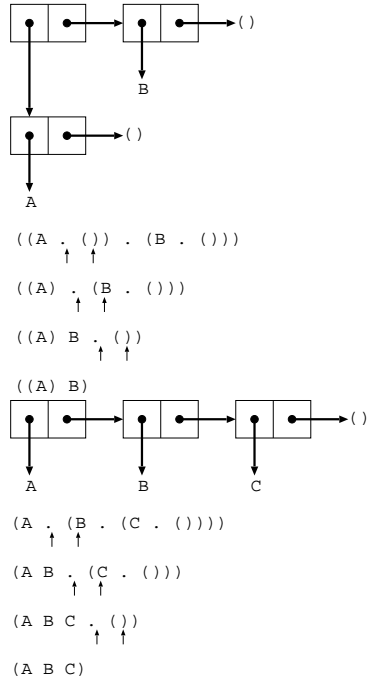 ()
B
()
A
((A . ()) . (B . ()))
((A) . (B . ()))
((A) B . ())
((A) B)
()
A B C
(A . (B . (C . ())))
(A B . (C . ()))
(A B C . ())
(A B C)